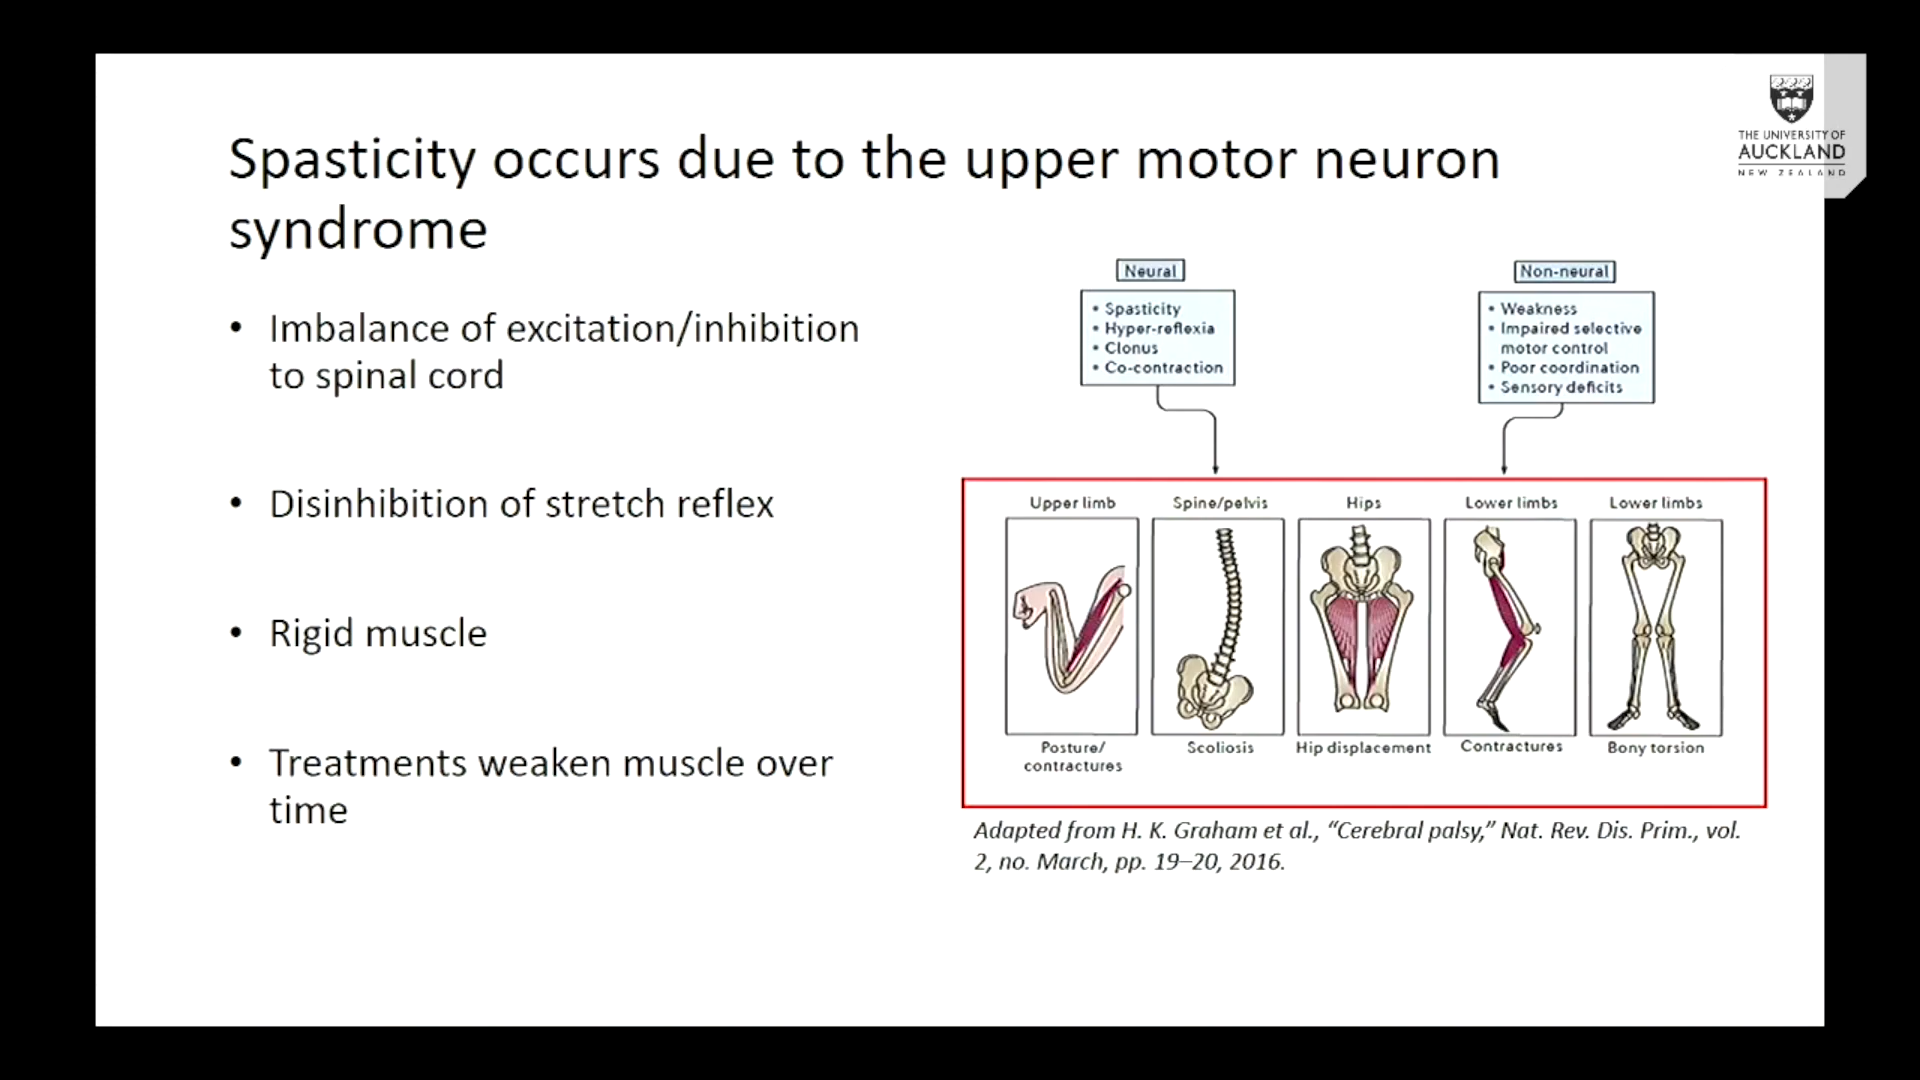 THE UNIVERSITY OF
AUCKLAND
NEW ZEALAND
Spasticity occurs due to the upper motor neuron
syndrome
• Imbalance of excitation/inhibition
to spinal cord
• Disinhibition of stretch reflex
• Rigid muscle
• Treatments weaken muscle over
time
Neural
• Spasticity
• Hyper-reflexia
• Clonus
• Co-contraction
Non-neural
• Weakness
• Impaired selective
motor control
• Poor coordination
• Sensory deficits
Upper limb
Spine/pelvis
Hips
Lower limbs
Lower limbs
Posture/
contractures
Scoliosis
Hip displacement
Contractures
Bony torsion
Adapted from H. K. Graham et al., “Cerebral palsy,” Nat. Rev. Dis. Prim., vol.
2, no. March, pp. 19–20, 2016.